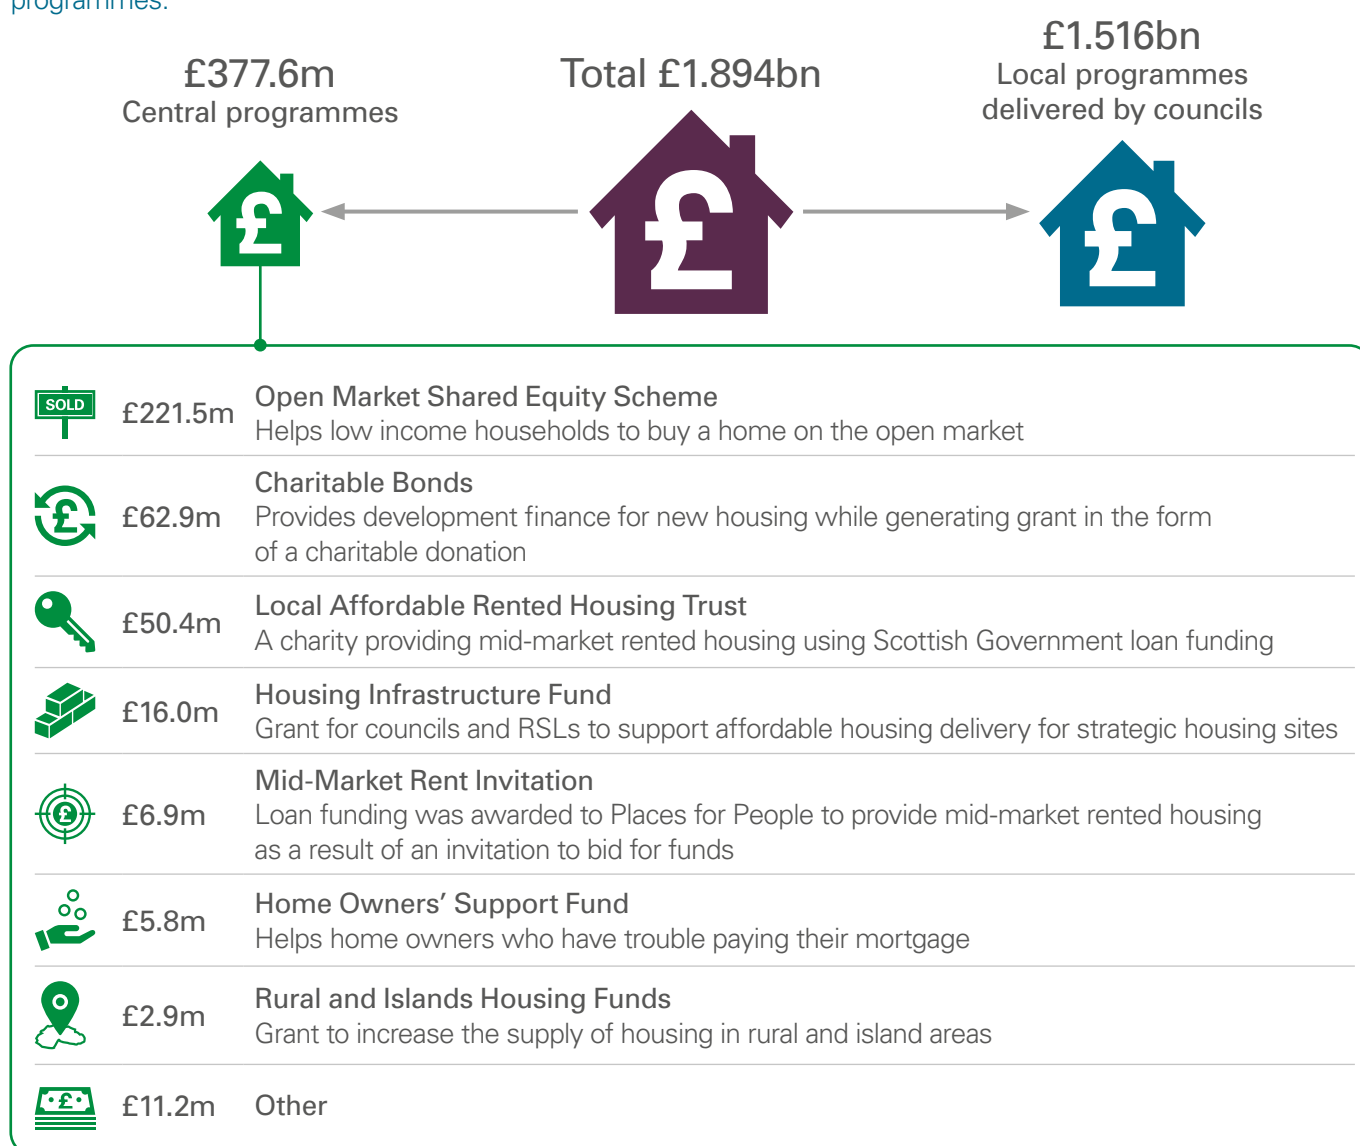 programmes.
£377.6m
Central programmes
Total £1.894bn
£1.516bn
Local programmes
delivered by councils
£
£
£
SOLD
£221.5m
Open Market Shared Equity Scheme
Helps low income households to buy a home on the open market
£
£62.9m
Charitable Bonds
Provides development finance for new housing while generating grant in the form
of a charitable donation
£50.4m
Local Affordable Rented Housing Trust
A charity providing mid-market rented housing using Scottish Government loan funding
£16.0m
Housing Infrastructure Fund
Grant for councils and RSLs to support affordable housing delivery for strategic housing sites
£
£6.9m
Mid-Market Rent Invitation
Loan funding was awarded to Places for People to provide mid-market rented housing
as a result of an invitation to bid for funds
£5.8m
Home Owners’ Support Fund
Helps home owners who have trouble paying their mortgage
£2.9m
Rural and Islands Housing Funds
Grant to increase the supply of housing in rural and island areas
£
£11.2m
Other